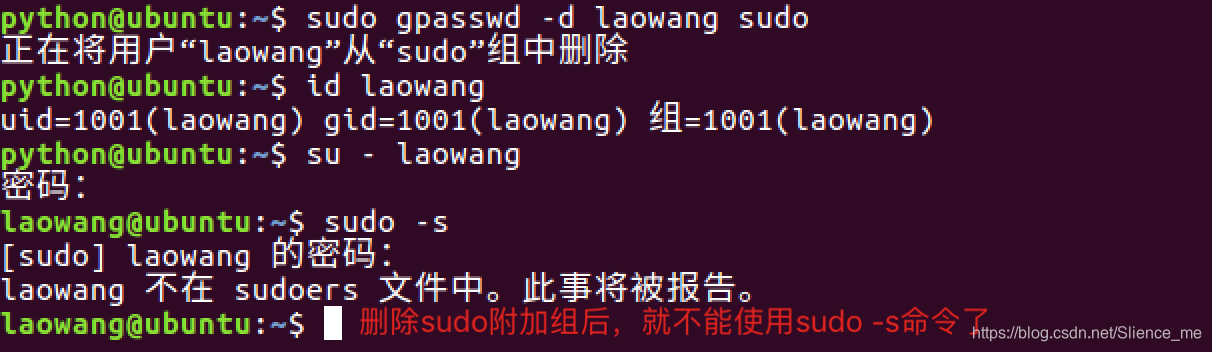 python@ubuntu:~$ sudo gpasswd -d laowang sudo
正在将用户“laowang”从“sudo”组中删除
python@ubuntu:~$ id laowang
uid=1001(laowang) gid=1001(laowang) 组=1001(laowang)
python@ubuntu:~$ su - laowang
密码：
laowang@ubuntu:~$ sudo -s
[sudo] laowang 的密码：
laowang 不在 sudoers 文件中。此事将被报告。
laowang@ubuntu:~$ 删除sudo附加组后，就不能使用sudo -s命令了
https://blog.csdn.net/Slience_me